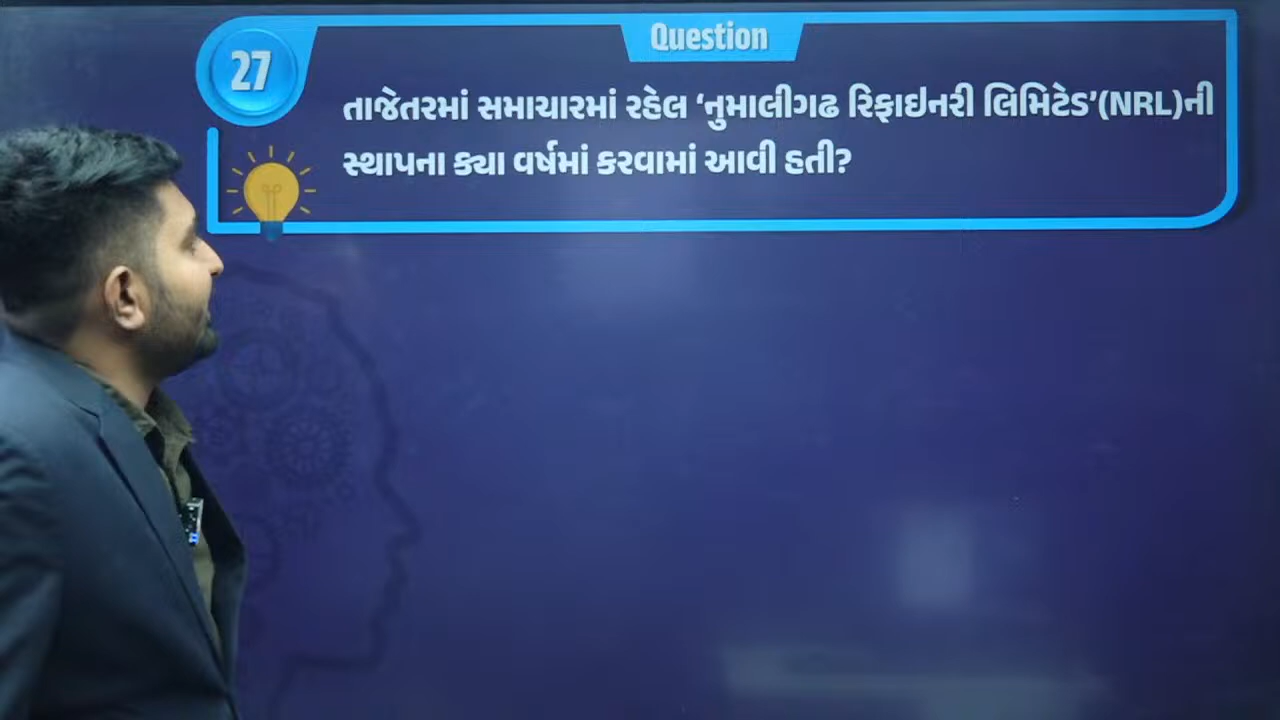 Question
27
તાજેતરમાં સમાચારમાં રહેલ ‘નુમાલીગઢ રિફાઇનરી લિમિટેડ’(NRL)ની
સ્થાપના ક્યા વર્ષમાં કરવામાં આવી હતી?